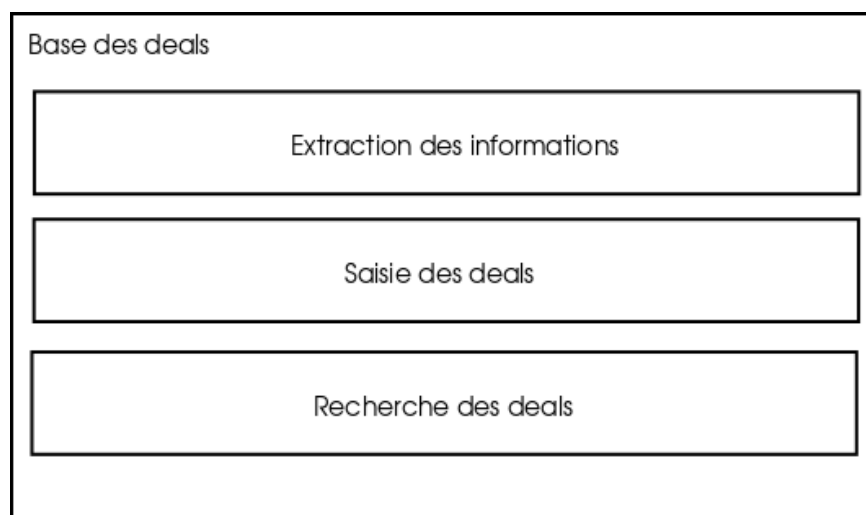 Base des deals
Extraction des informations
Saisie des deals
Recherche des deals